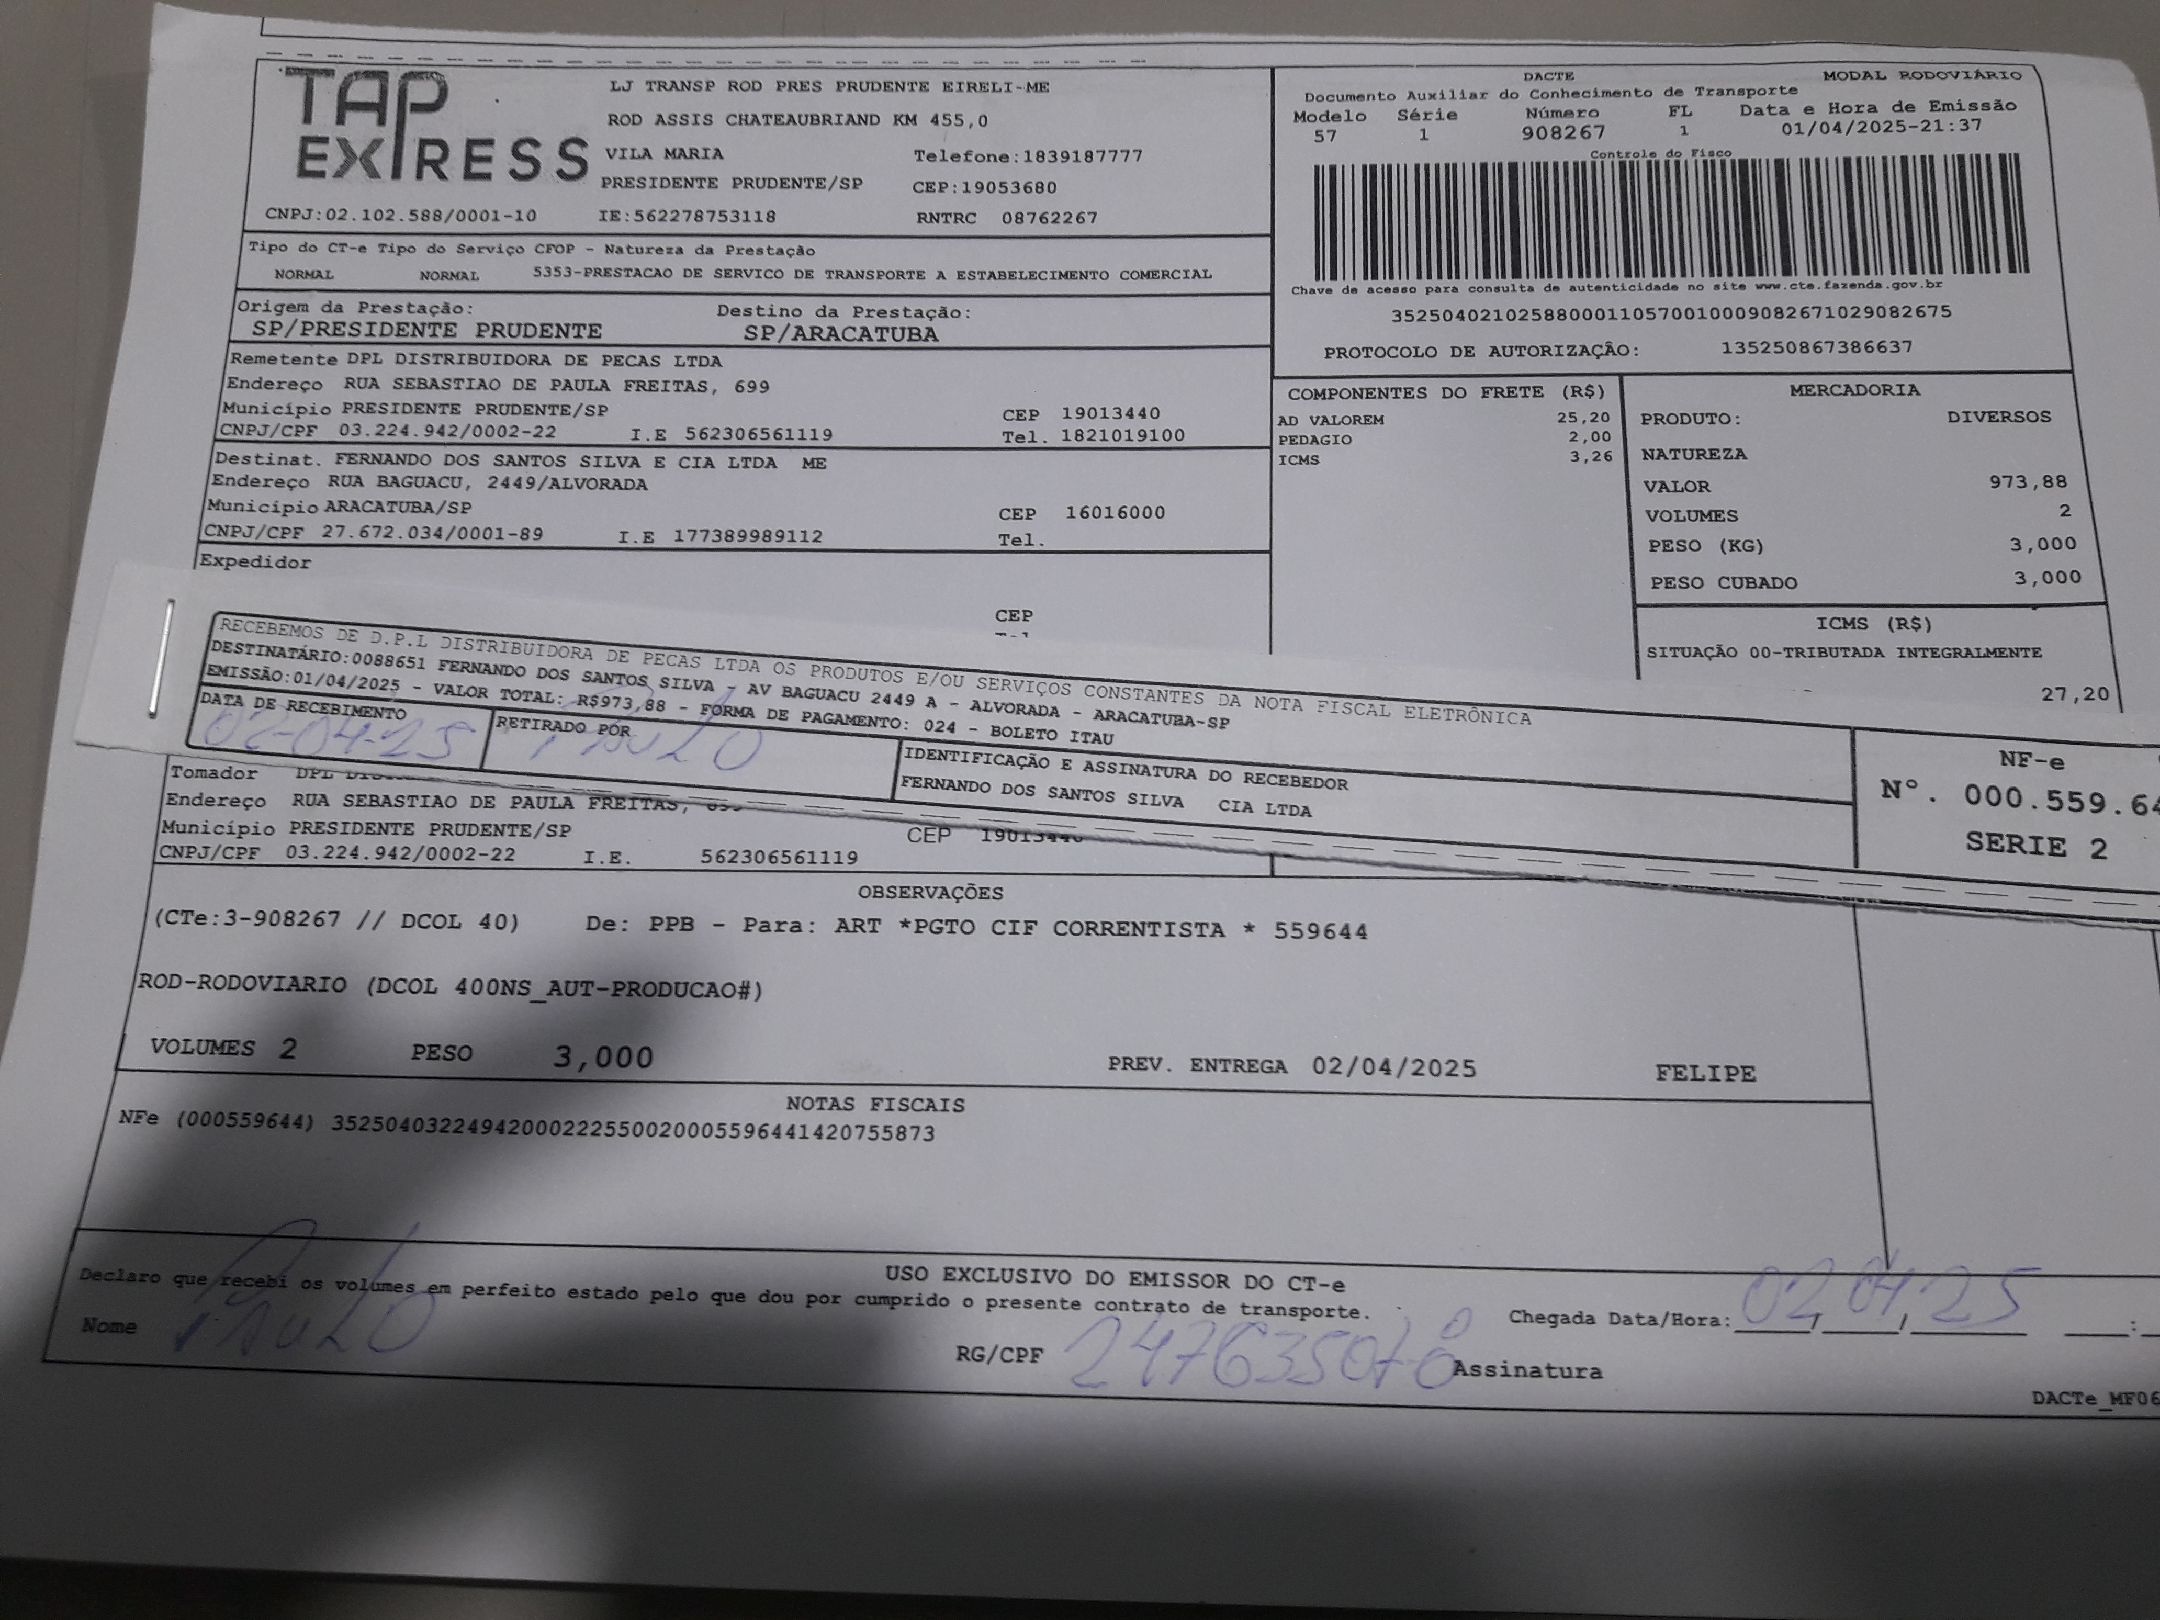 TAP EXPRESS
LJ TRANSP ROD PRES PRUDENTE EIRELI-ME
ROD ASSIS CHATEAUBRIAND KM 455,0
VILA MARIA Telefone:1839187777
PRESIDENTE PRUDENTE/SP CEP:19053680
CNPJ:02.102.588/0001-10 IE:562278753118 RNTRC 08762267
DACTE MODAL RODOVIÁRIO
Documento Auxiliar do Conhecimento de Transporte
Modelo Série Número FL Data e Hora de Emissão
57 1 908267 1 01/04/2025-21:37
Controle do Fisco
Chave de acesso para consulta de autenticidade no site www.cte.fazenda.gov.br
35250402102588000110570010009082671029082675
PROTOCOLO DE AUTORIZAÇÃO: 135250867386637
Tipo do CT-e Tipo do Serviço CFOP - Natureza da Prestação
NORMAL NORMAL 5353-PRESTACAO DE SERVICO DE TRANSPORTE A ESTABELECIMENTO COMERCIAL
Origem da Prestação: Destino da Prestação:
SP/PRESIDENTE PRUDENTE SP/ARACATUBA
Remetente DPL DISTRIBUIDORA DE PECAS LTDA
Endereço RUA SEBASTIAO DE PAULA FREITAS, 699
Município PRESIDENTE PRUDENTE/SP CEP 19013440
CNPJ/CPF 03.224.942/0002-22 I.E 562306561119 Tel. 1821019100
Destinat. FERNANDO DOS SANTOS SILVA E CIA LTDA ME
Endereço RUA BAGUACU, 2449/ALVORADA
Município ARACATUBA/SP CEP 16016000
CNPJ/CPF 27.672.034/0001-89 I.E 177389989112 Tel.
Expedidor
CEP
COMPONENTES DO FRETE (R$)
AD VALOREM 25,20
PEDAGIO 2,00
ICMS 3,26
MERCADORIA
PRODUTO: DIVERSOS
NATUREZA
VALOR 973,88
VOLUMES 2
PESO (KG) 3,000
PESO CUBADO 3,000
ICMS (R$)
SITUAÇÃO 00-TRIBUTADA INTEGRALMENTE
27,20
RECEBEMOS DE D.P.L DISTRIBUIDORA DE PECAS LTDA OS PRODUTOS E/OU SERVIÇOS CONSTANTES DA NOTA FISCAL ELETRÔNICA
DESTINATÁRIO:0088651 FERNANDO DOS SANTOS SILVA - AV BAGUACU 2449 A - ALVORADA - ARACATUBA-SP
EMISSÃO:01/04/2025 - VALOR TOTAL: R$973,88 - FORMA DE PAGAMENTO: 024 - BOLETO ITAU
DATA DE RECEBIMENTO RETIRADO POR IDENTIFICAÇÃO E ASSINATURA DO RECEBEDOR
02-04-25 Paulo FERNANDO DOS SANTOS SILVA CIA LTDA
NF-e
Nº. 000.559.64
SERIE 2
Tomador DPL
Endereço RUA SEBASTIAO DE PAULA FREITAS,
Município PRESIDENTE PRUDENTE/SP CEP 19013440
CNPJ/CPF 03.224.942/0002-22 I.E. 562306561119
OBSERVAÇÕES
(CTe:3-908267 // DCOL 40) De: PPB - Para: ART *PGTO CIF CORRENTISTA * 559644
ROD-RODOVIARIO (DCOL 400NS_AUT-PRODUCAO#)
VOLUMES 2 PESO 3,000 PREV. ENTREGA 02/04/2025 FELIPE
NOTAS FISCAIS
NFe (000559644) 35250403224942000222550020005596441420755873
USO EXCLUSIVO DO EMISSOR DO CT-e
Declaro que recebi os volumes em perfeito estado pelo que dou por cumprido o presente contrato de transporte.
Chegada Data/Hora: 02/04/25 :
Nome Paulo RG/CPF Assinatura
DACTe_MF06